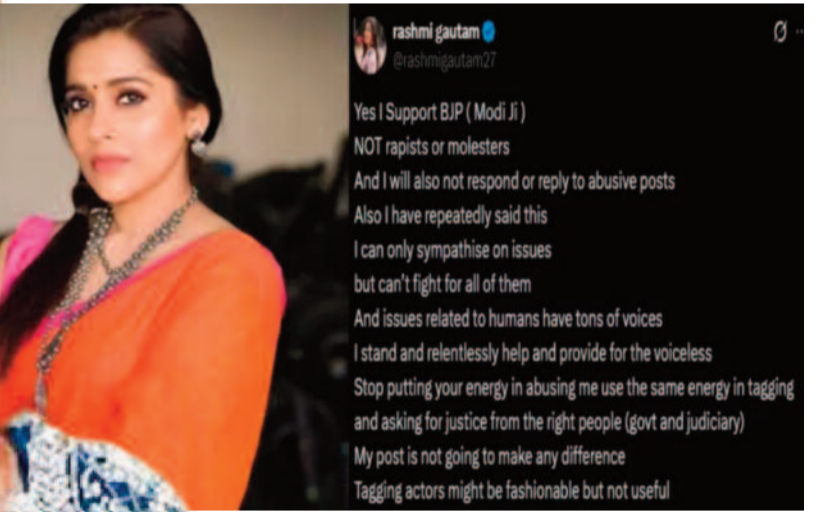 rashmi gautam
@rashmigautam27
Yes I Support BJP ( Modi Ji )
NOT rapists or molesters
And I will also not respond or reply to abusive posts
Also I have repeatedly said this
I can only sympathise on issues
but can't fight for all of them
And issues related to humans have tons of voices
I stand and relentlessly help and provide for the voiceless
Stop putting your energy in abusing me use the same energy in tagging
and asking for justice from the right people (govt and judiciary)
My post is not going to make any difference
Tagging actors might be fashionable but not useful